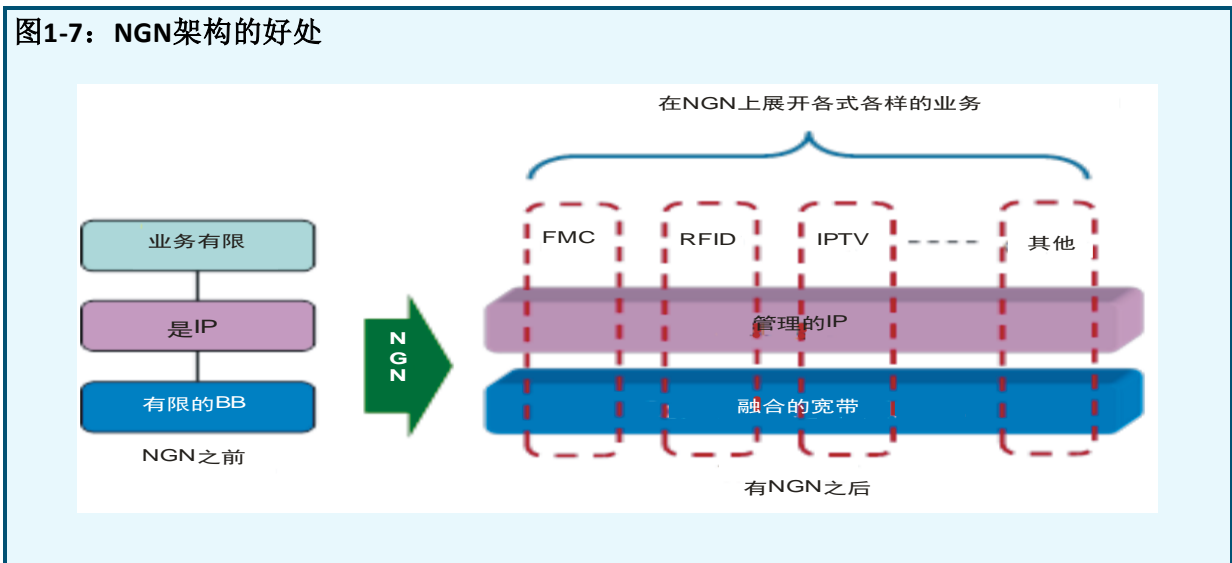 图1-7：NGN架构的好处
在NGN上展开各式各样的业务
业务有限
是IP
有限的BB
NGN之前
N
G
N
FMC
RFID
IPTV
其他
管理的IP
融合的宽带
有NGN之后